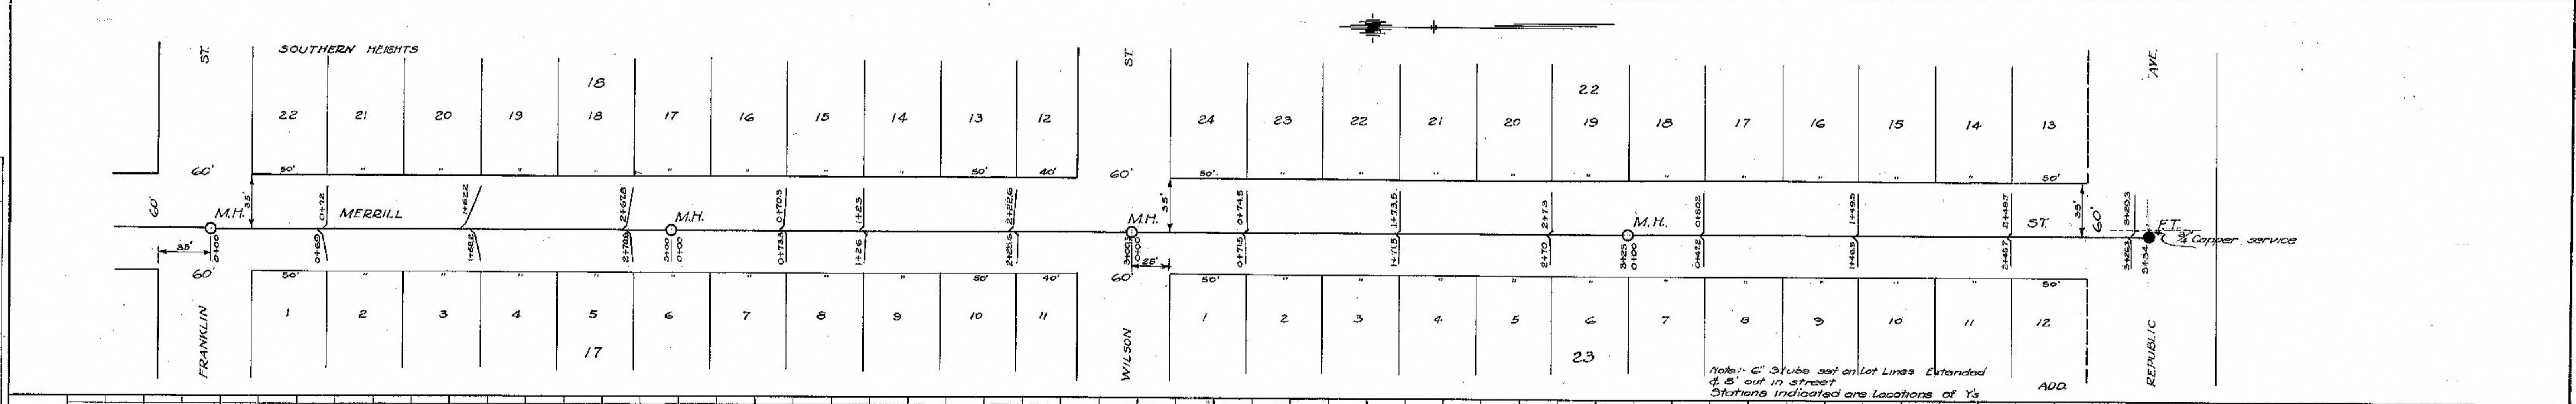 SOUTHERN HEIGHTS
ST.
ST.
AVE.
18
22
22 21 20 19 18 17 16 15 14 13 12
24 23 22 21 20 19 18 17 16 15 14 13
60' 50' " " " " " " " " 50' 40' 60' 50' " " " " " " " " " " 50'
60' 35' 35' 35' 60'
0+72 1+62.2 2+67.8 0+70.3 1+23 2+22.6 0+74.5 1+73.5 2+73 0+50.2 1+49.5 2+48.7 3+29.3
M.H. MERRILL M.H. M.H. M.H. ST. F.T.
3/4" Copper service
35' 0+00 0+69 1+68.2 2+70.8 3+00 0+00 0+73.3 1+26 2+25.6 3+00.3 0+00 25' 0+71.5 1+71.5 2+70 3+25 0+00 0+47.2 1+46.5 2+45.7 3+26.3 3+34
60' 50' " " " " " " " " 50' 40' 60' 50' " " " " " " " " " " 50'
1 2 3 4 5 6 7 8 9 10 11
1 2 3 4 5 6 7 8 9 10 11 12
17
23
FRANKLIN
WILSON
REPUBLIC
Note:- 6" Stubs set on Lot Lines Extended
& 5' out in street
Stations indicated are Locations of Y's
ADD.